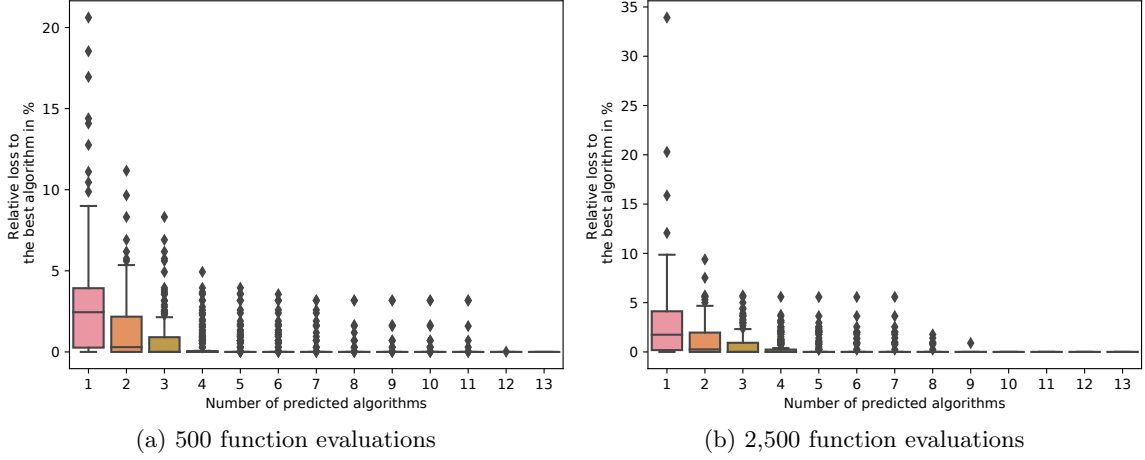 20
15
10
5
0
Relative loss to
the best algorithm in %
1 2 3 4 5 6 7 8 9 10 11 12 13
Number of predicted algorithms
(a) 500 function evaluations
35
30
25
20
15
10
5
0
Relative loss to
the best algorithm in %
1 2 3 4 5 6 7 8 9 10 11 12 13
Number of predicted algorithms
(b) 2,500 function evaluations